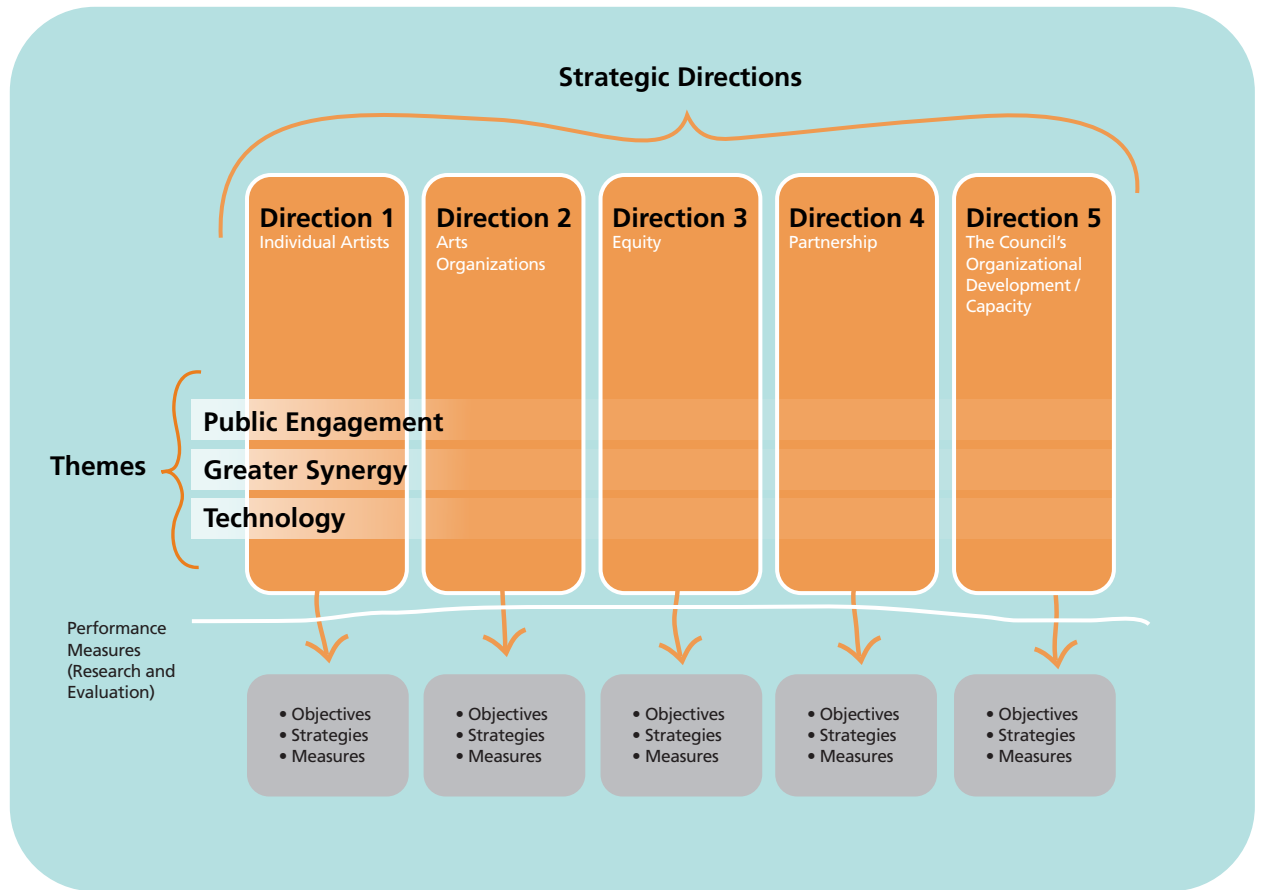 Strategic Directions
Direction 1
Individual Artists
Direction 2
Arts
Organizations
Direction 3
Equity
Direction 4
Partnership
Direction 5
The Council’s
Organizational
Development /
Capacity
Themes
Public Engagement
Greater Synergy
Technology
Performance
Measures
(Research and
Evaluation)
• Objectives
• Strategies
• Measures
• Objectives
• Strategies
• Measures
• Objectives
• Strategies
• Measures
• Objectives
• Strategies
• Measures
• Objectives
• Strategies
• Measures